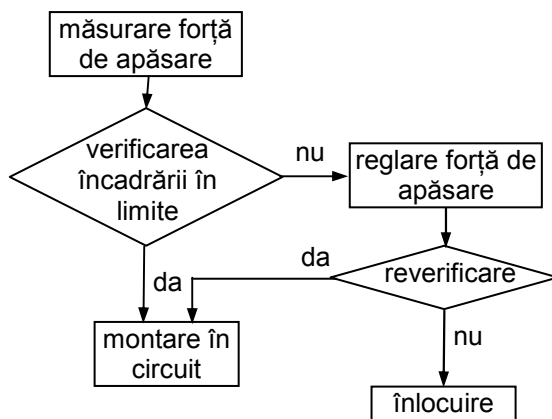 măsurare forță
de apăsare
verificarea
încadrării în
limite
nu
reglare forță de
apăsare
da
reverificare
da
montare în
circuit
nu
înlocuire